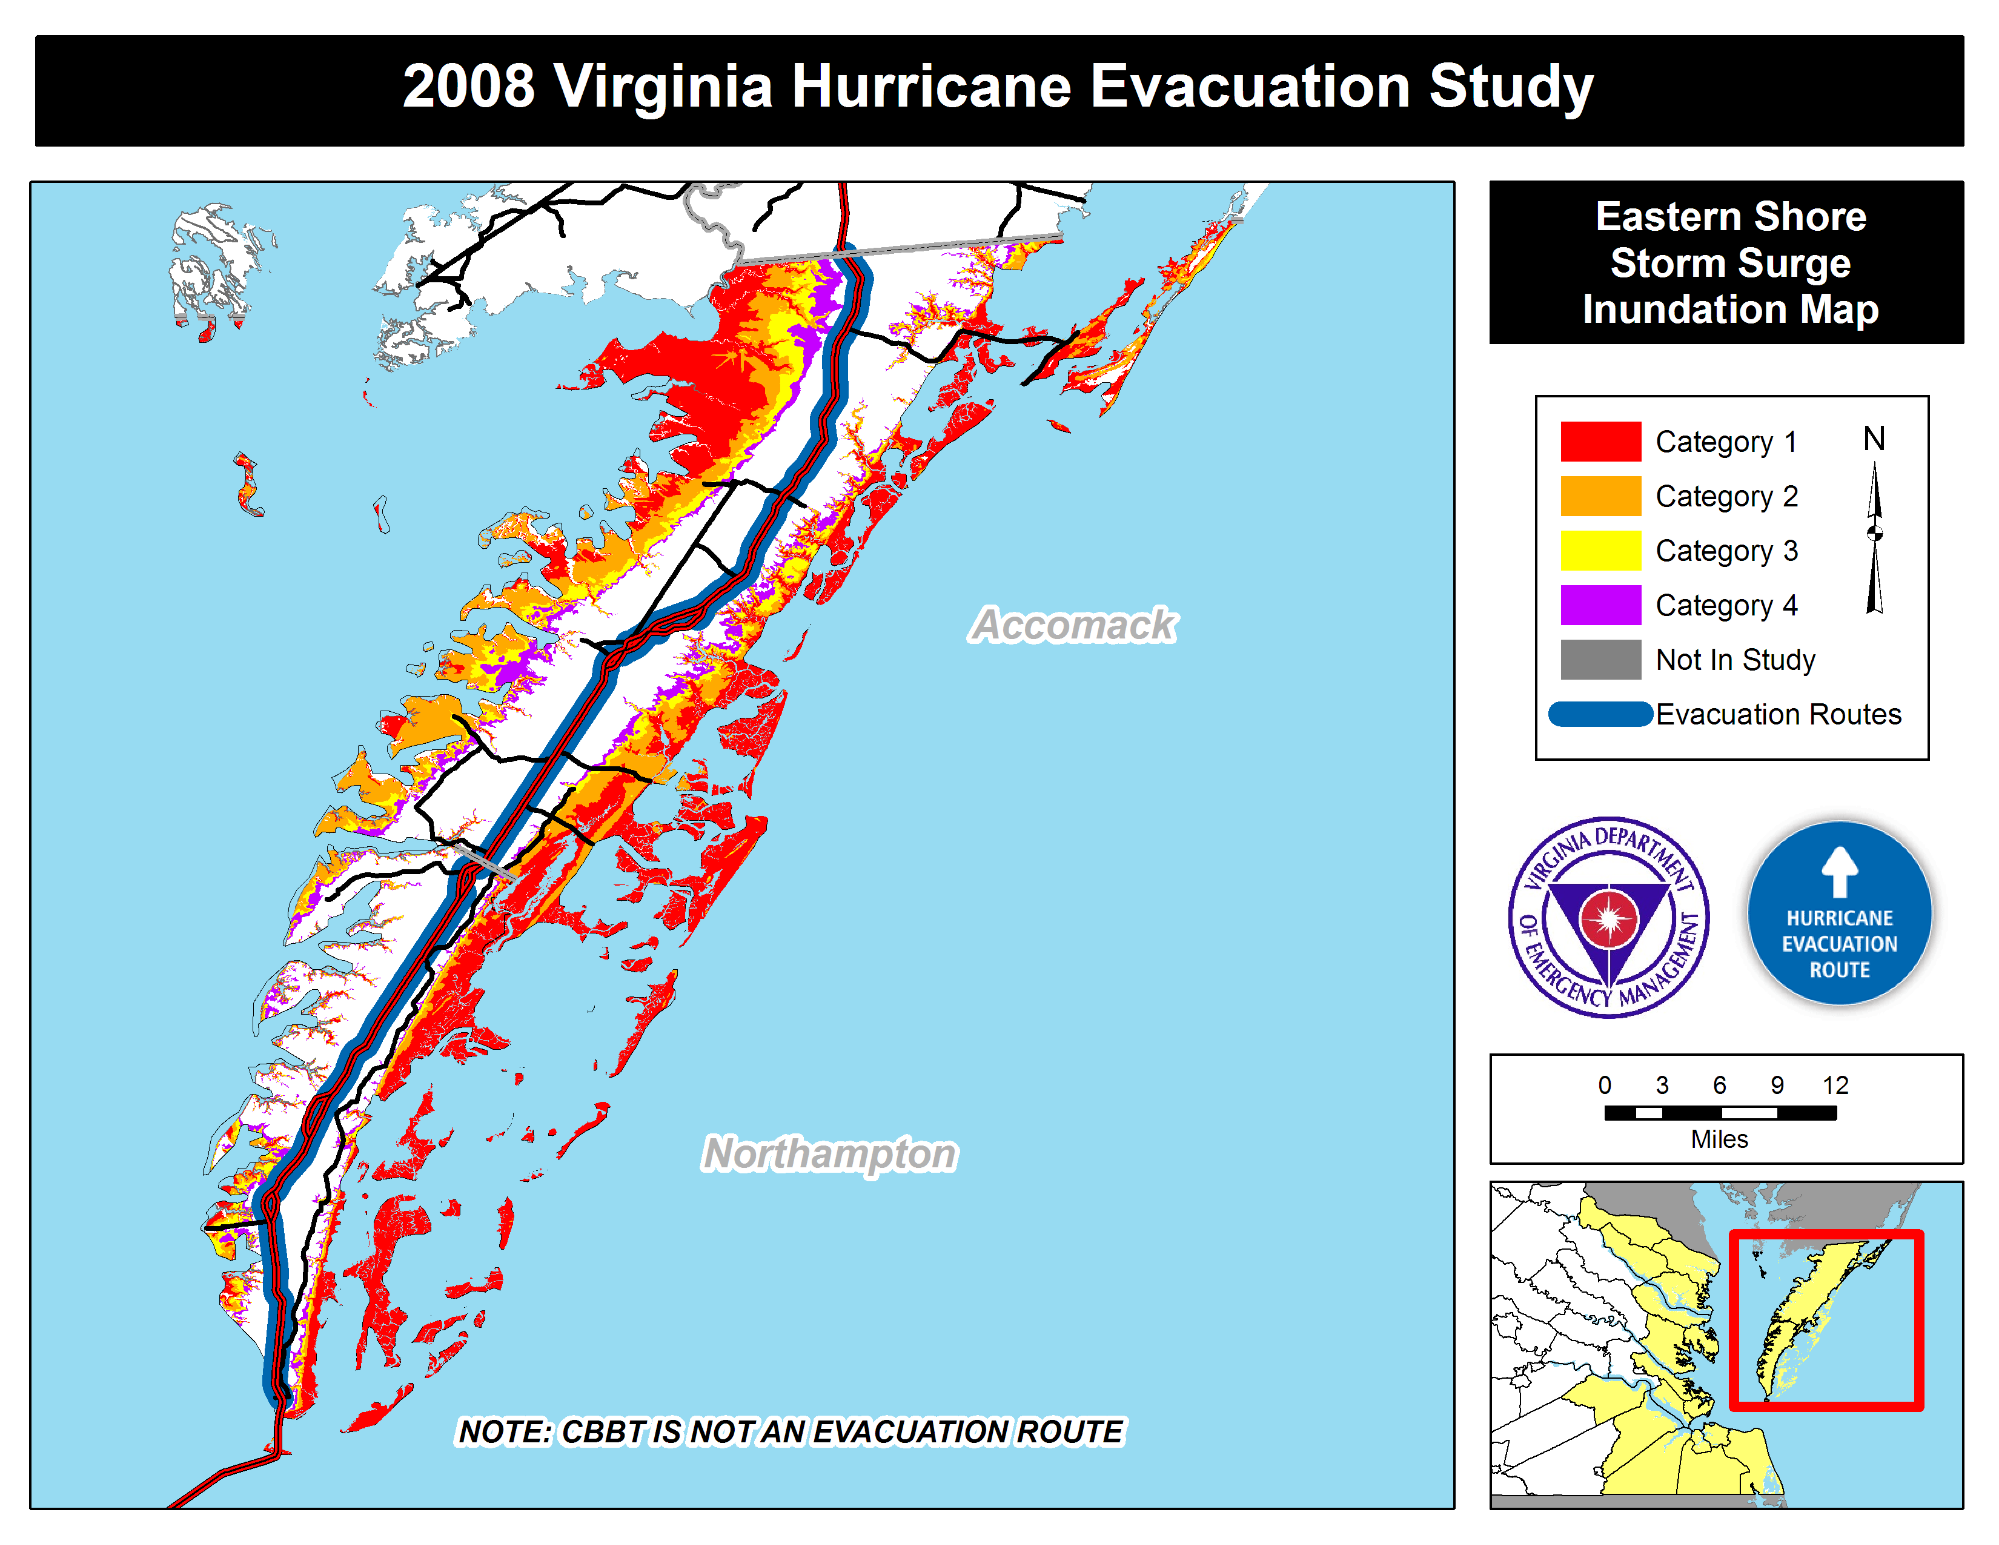 2008 Virginia Hurricane Evacuation Study
Eastern Shore
Storm Surge
Inundation Map
Category 1
Category 2
Category 3
Category 4
Not In Study
Evacuation Routes
N
Accomack
Northampton
NOTE: CBBT IS NOT AN EVACUATION ROUTE
VIRGINIA DEPARTMENT
OF EMERGENCY MANAGEMENT
HURRICANE
EVACUATION
ROUTE
0 3 6 9 12
Miles